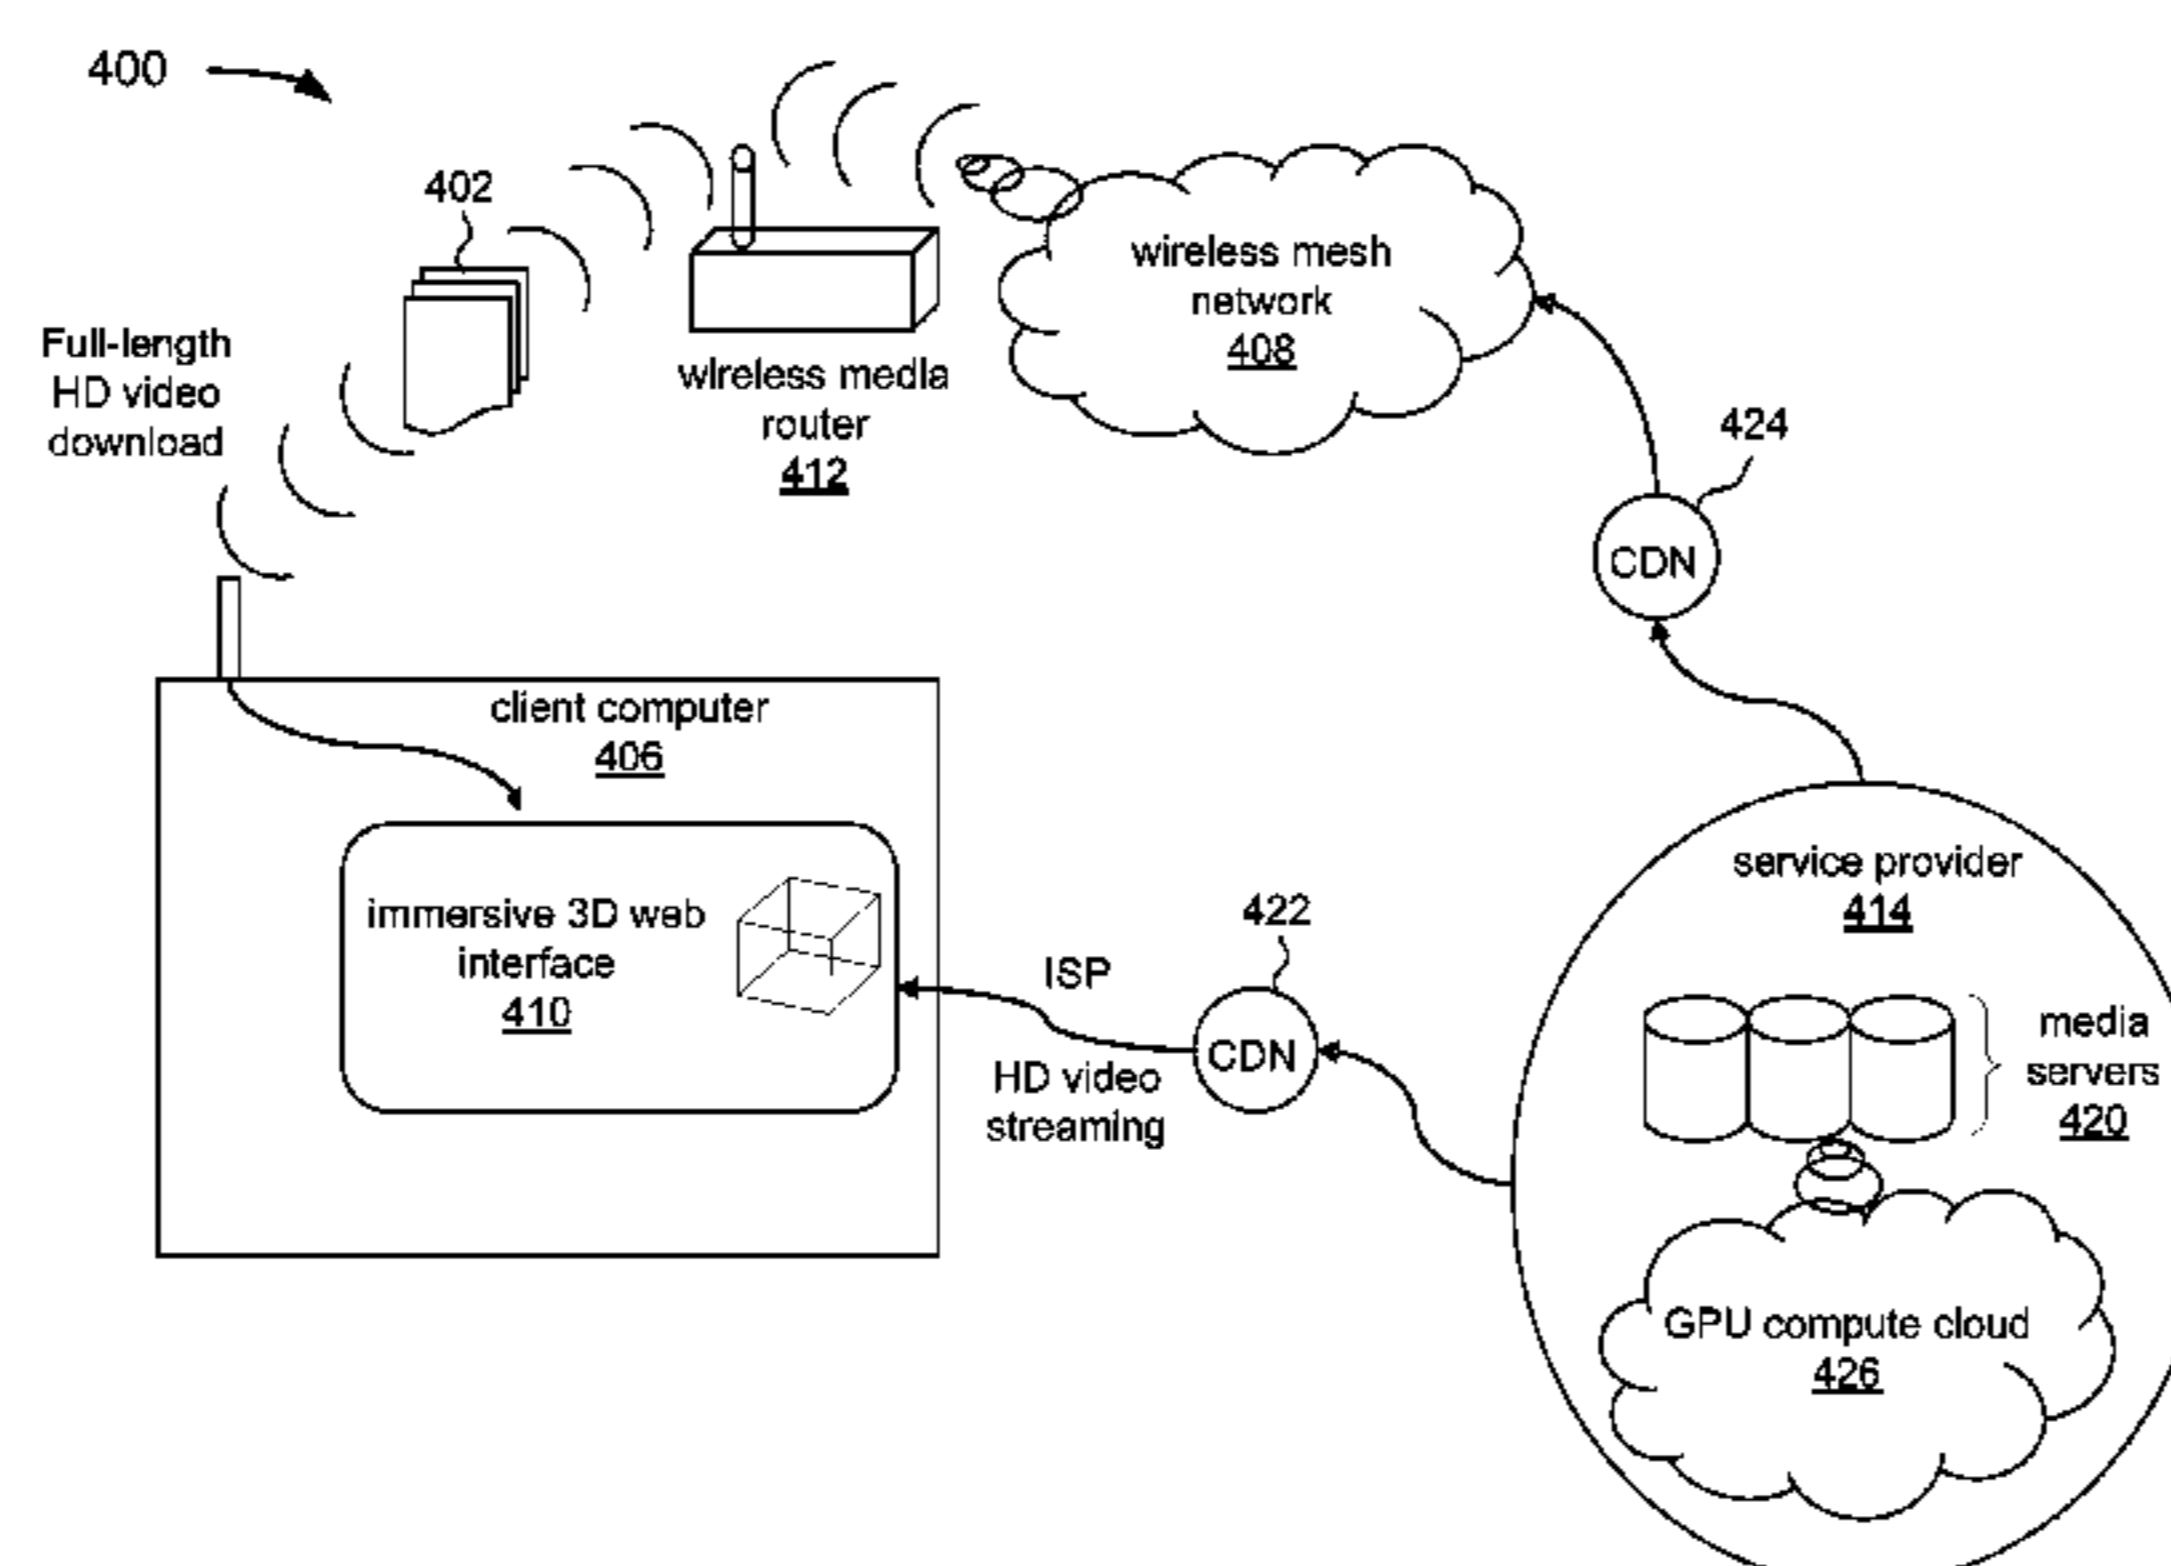 400
402
Full-length
HD video
download
wireless media
router
412
wireless mesh
network
408
424
CDN
client computer
406
immersive 3D web
interface
410
ISP
HD video
streaming
422
CDN
service provider
414
media
servers
420
GPU compute cloud
426